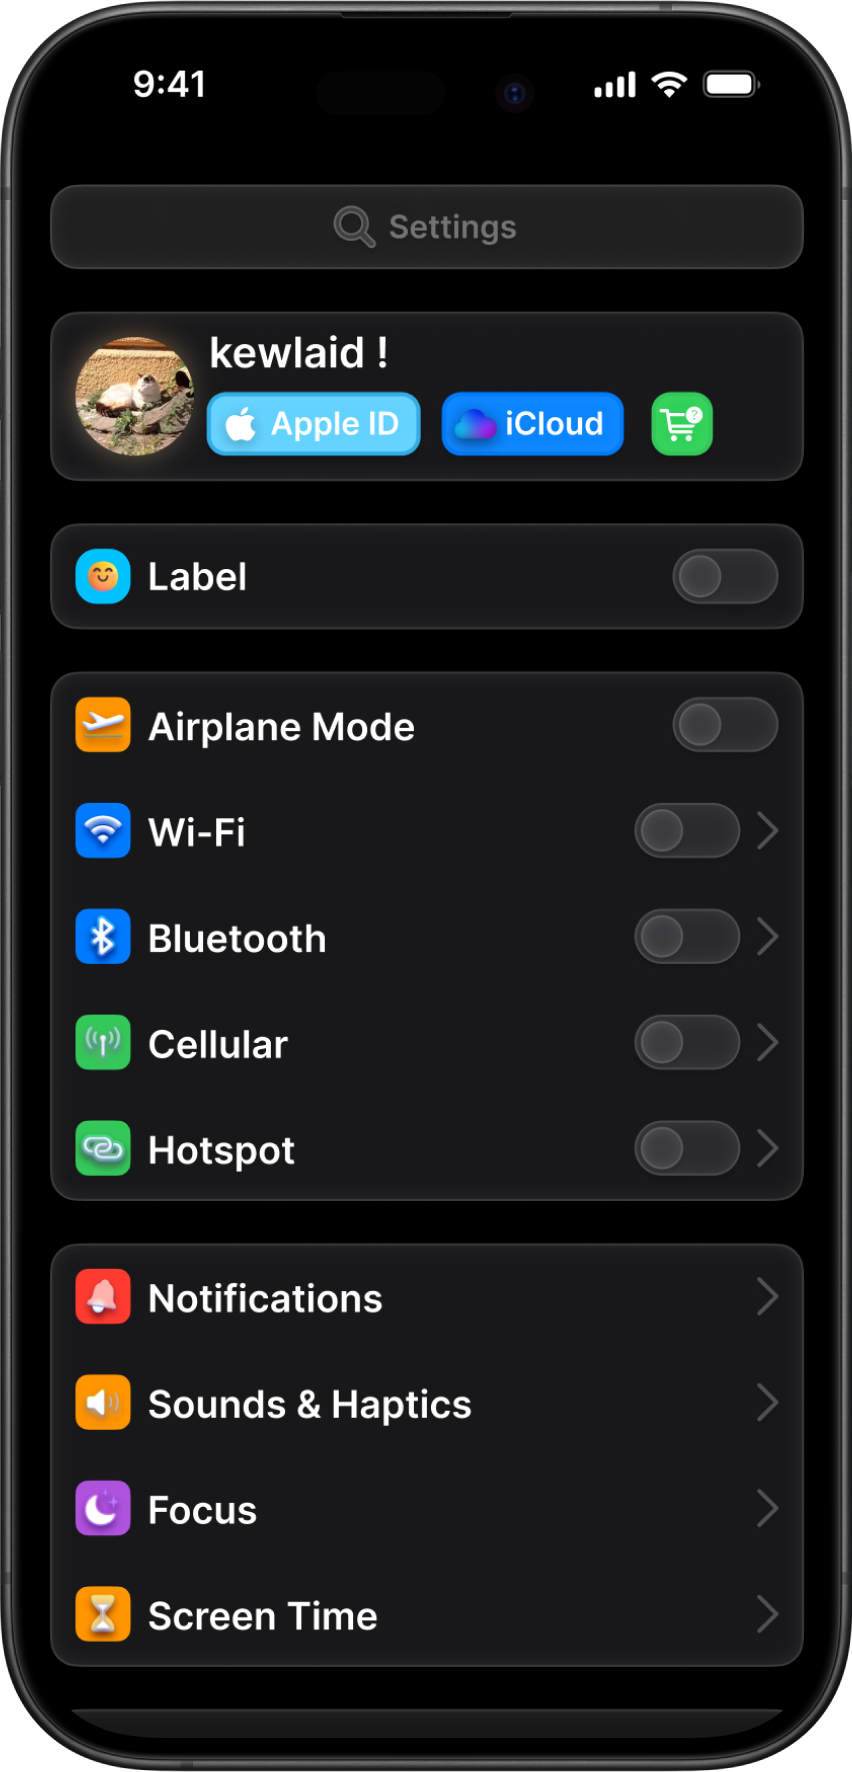 9:41
Settings
kewlaid !
Apple ID iCloud ?
Label
Airplane Mode
Wi-Fi
Bluetooth
Cellular
Hotspot
Notifications
Sounds & Haptics
Focus
Screen Time